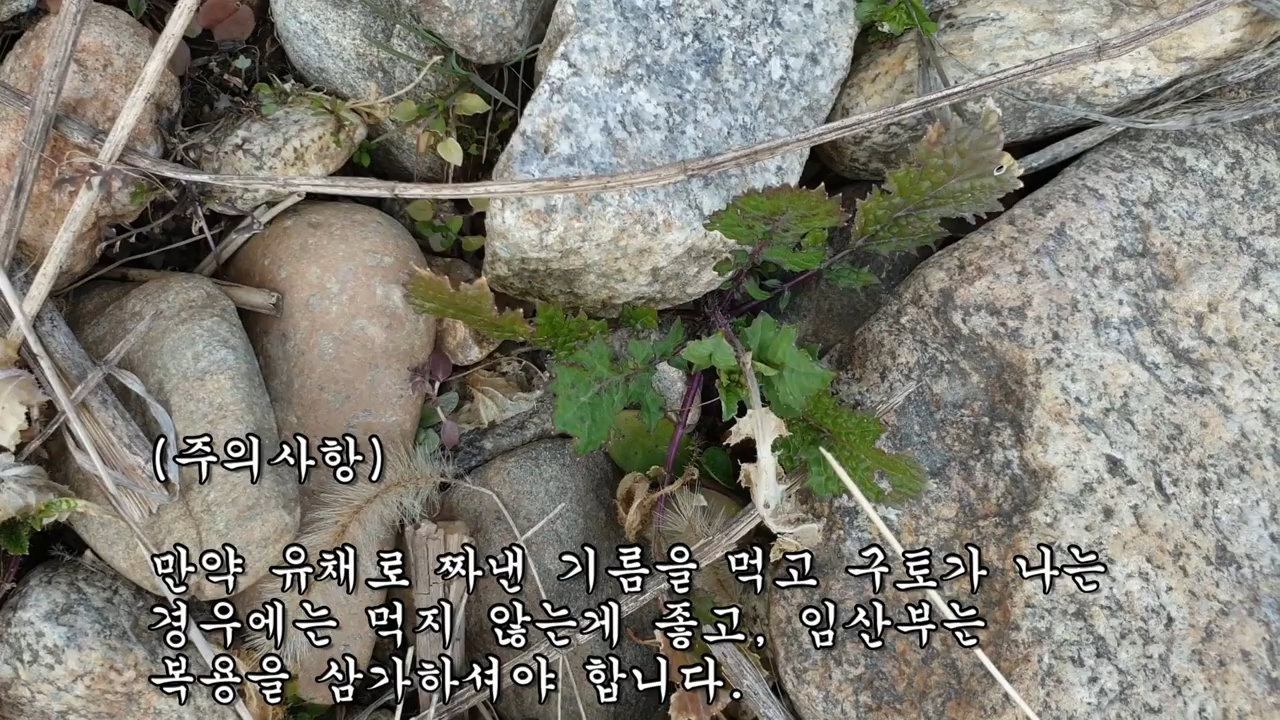 (주의사항)
만약 유채로 짜낸 기름을 먹고 구토가 나는
경우에는 먹지 않는게 좋고, 임산부는
복용을 삼가하셔야 합니다.